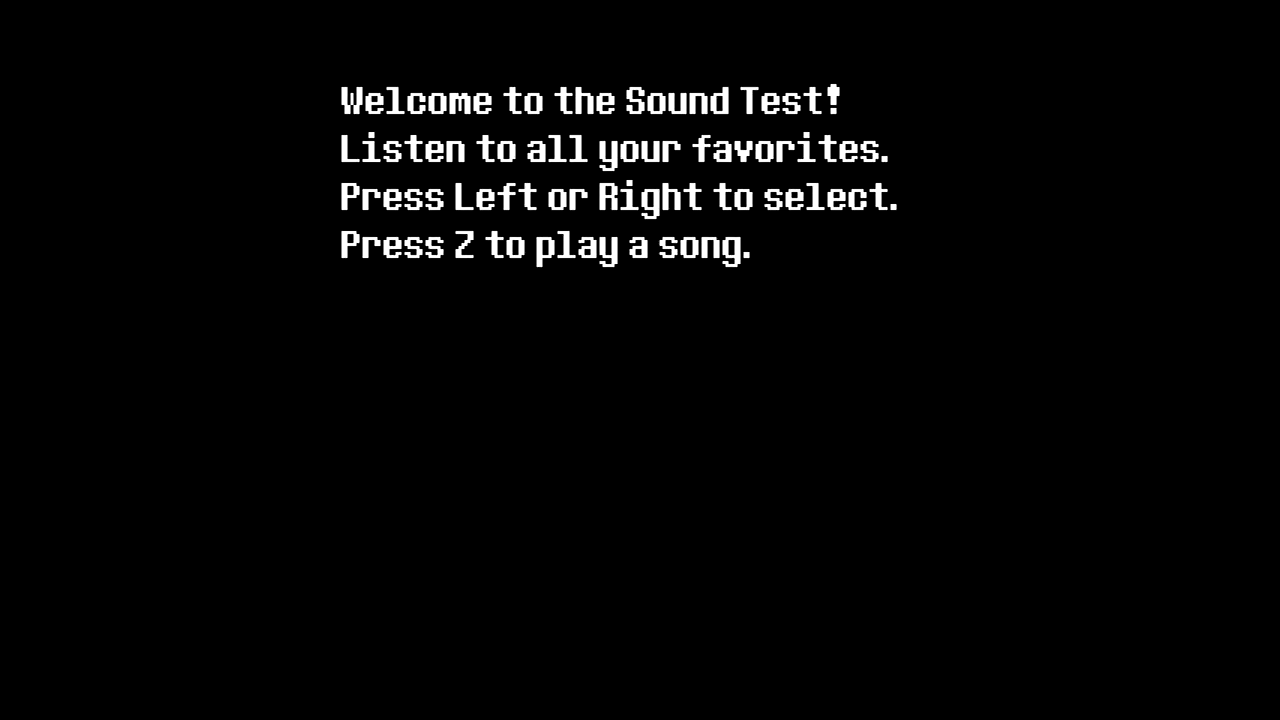 Welcome to the Sound Test!
Listen to all your favorites.
Press Left or Right to select.
Press Z to play a song.